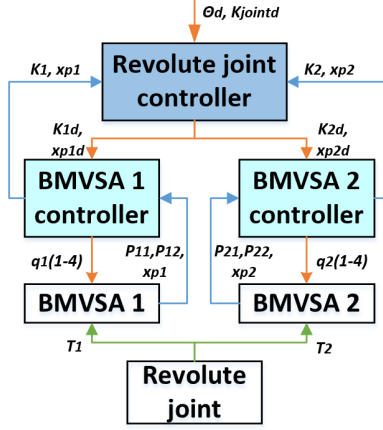 Θd, Kjointd
K1, xp1
Revolute joint
controller
K2, xp2
K1d,
xp1d
K2d,
xp2d
BMVSA 1
controller
BMVSA 2
controller
q1(1-4)
P11,P12,
xp1
P21,P22,
xp2
q2(1-4)
BMVSA 1
BMVSA 2
T1
T2
Revolute
joint